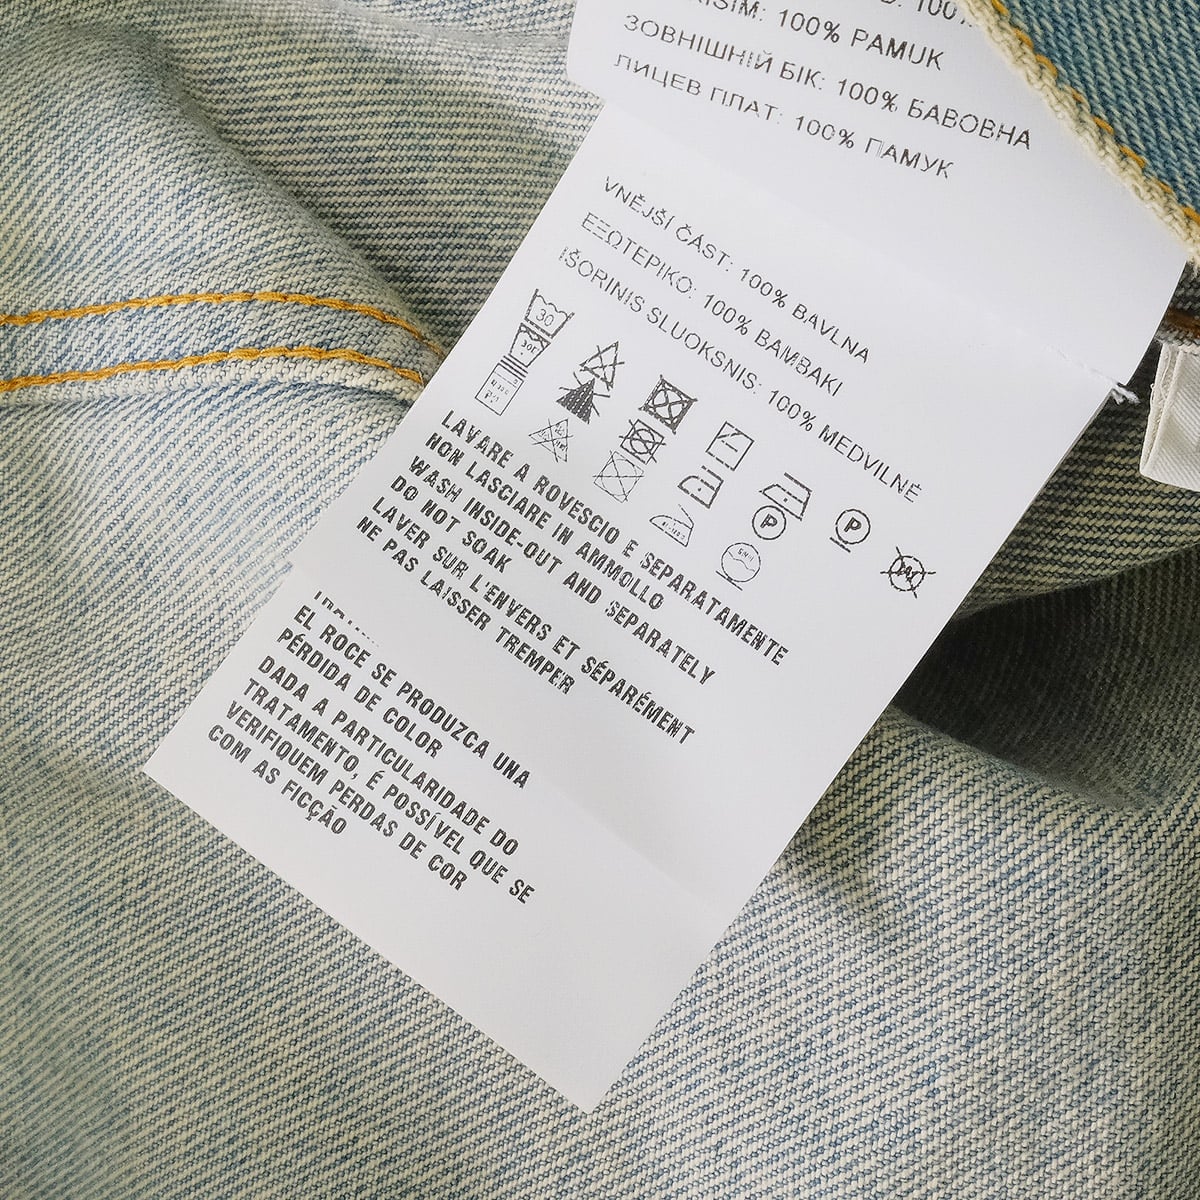 100%
100% PAMUK
ЗОВНІШНІЙ БІК: 100% БАВОВНА
ЛИЦЕВ ПЛАТ: 100% ПАМУК
VNĚJŠÍ ČÁST: 100% BAVLNA
ΕΞΩΤΕΡΙΚΟ: 100% ΒΑΜΒΑΚΙ
IŠORINIS SLUOKSNIS: 100% MEDVILNĖ
30
30
P
P
LAVARE A ROVESCIO E SEPARATAMENTE
NON LASCIARE IN AMMOLLO
WASH INSIDE-OUT AND SEPARATELY
DO NOT SOAK
LAVER SUR L'ENVERS ET SÉPARÉMENT
NE PAS LAISSER TREMPER
EL ROCE SE PRODUZCA UNA
PÉRDIDA DE COLOR
DADA A PARTICULARIDADE DO
TRATAMENTO, É POSSÍVEL QUE SE
VERIFIQUEM PERDAS DE COR
COM AS FICÇÃO